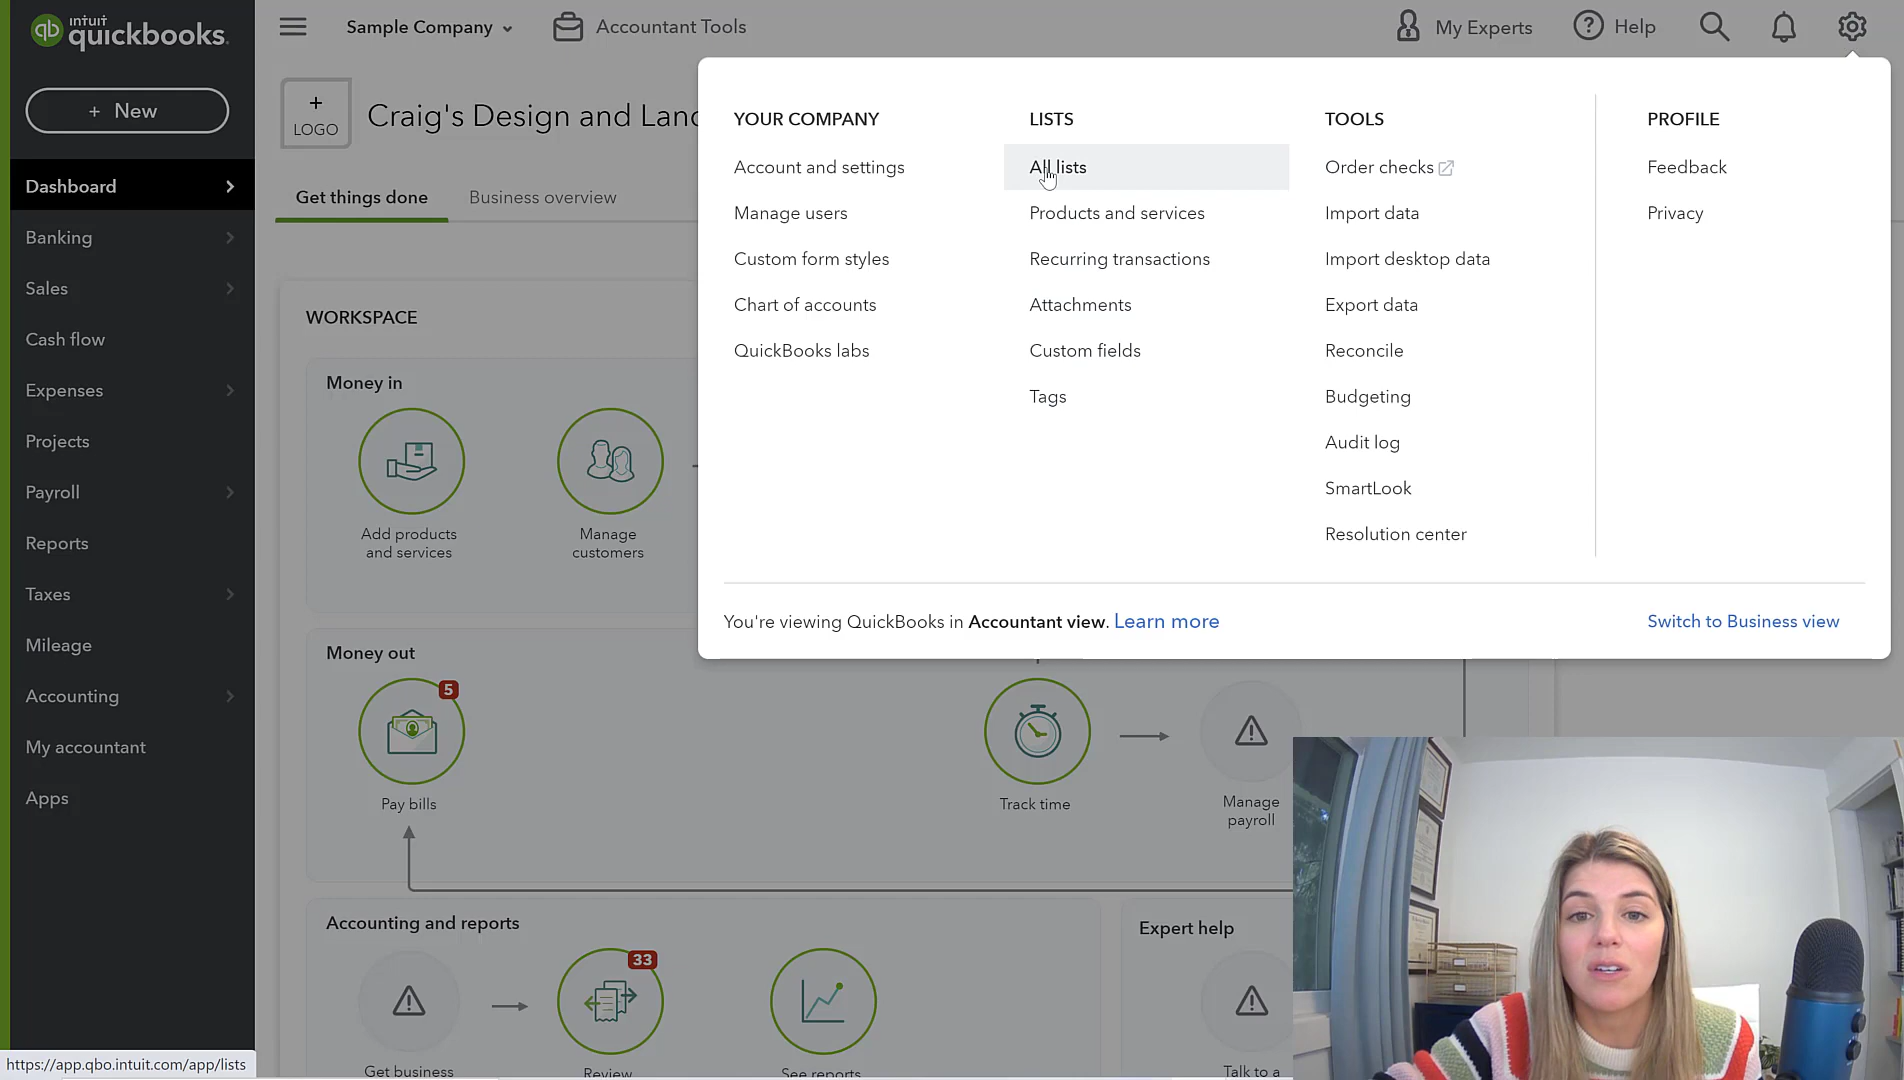 intuit
quickbooks.
Sample Company
Accountant Tools
My Experts
Help
+ New
+
LOGO
Craig's Design and Land
Dashboard
Banking
Sales
Cash flow
Expenses
Projects
Payroll
Reports
Taxes
Mileage
Accounting
My accountant
Apps
Get things done
Business overview
YOUR COMPANY
Account and settings
Manage users
Custom form styles
Chart of accounts
QuickBooks labs
LISTS
All lists
Products and services
Recurring transactions
Attachments
Custom fields
Tags
TOOLS
Order checks
Import data
Import desktop data
Export data
Reconcile
Budgeting
Audit log
SmartLook
Resolution center
PROFILE
Feedback
Privacy
You're viewing QuickBooks in Accountant view. Learn more
Switch to Business view
WORKSPACE
Money in
Add products
and services
Manage
customers
Money out
5
Pay bills
Track time
Manage
payroll
Accounting and reports
33
Get business
Review
See reports
Expert help
Talk to a
https://app.qbo.intuit.com/app/lists